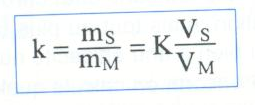 k = m_S / m_M = K V_S / V_M